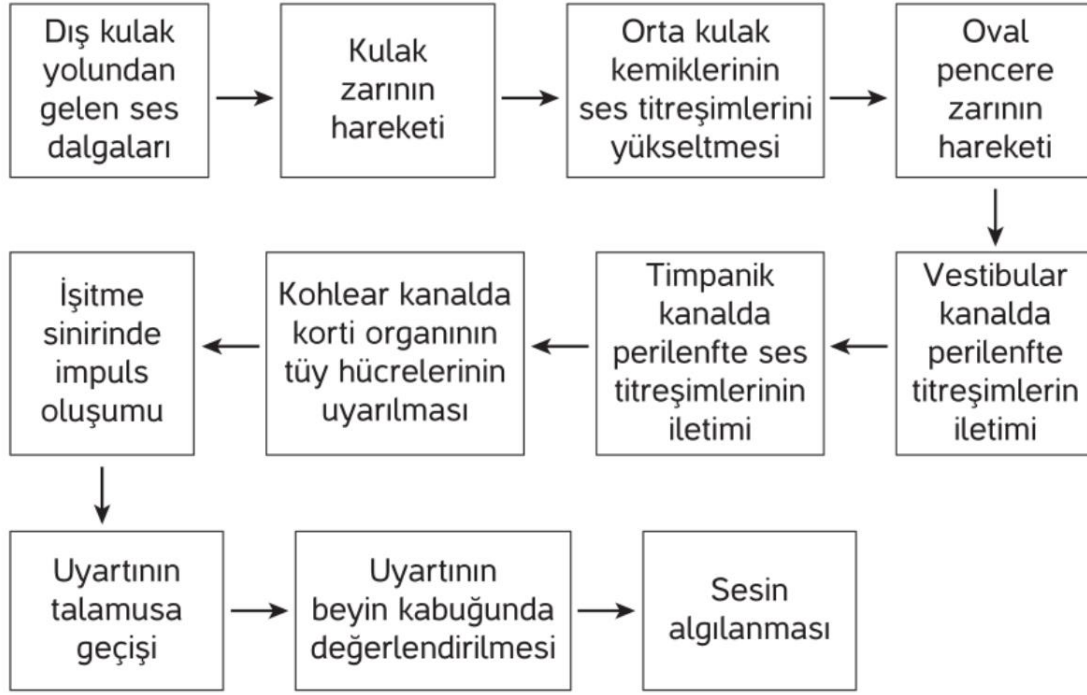 Dış kulak
yolundan
gelen ses
dalgaları
Kulak
zarının
hareketi
Orta kulak
kemiklerinin
ses titreşimlerini
yükseltmesi
Oval
pencere
zarının
hareketi
Vestibular
kanalda
perilenfte
titreşimlerin
iletimi
Timpanik
kanalda
perilenfte ses
titreşimlerinin
iletimi
Kohlear kanalda
korti organının
tüy hücrelerinin
uyarılması
İşitme
sinirinde
impuls
oluşumu
Uyartının
talamusa
geçişi
Uyartının
beyin kabuğunda
değerlendirilmesi
Sesin
algılanması